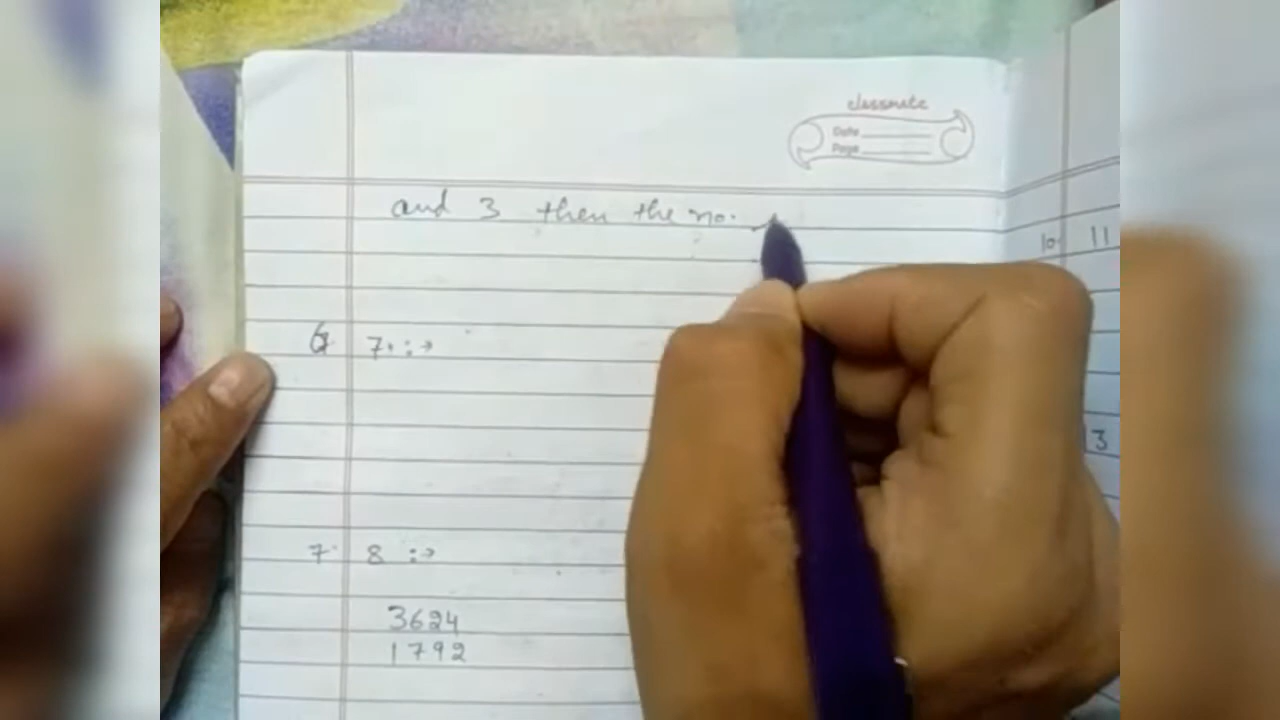 classmate
Date
Page
and 3 then the no.
10. 11
6 7. :→
13
7. 8 :→
3624
1792